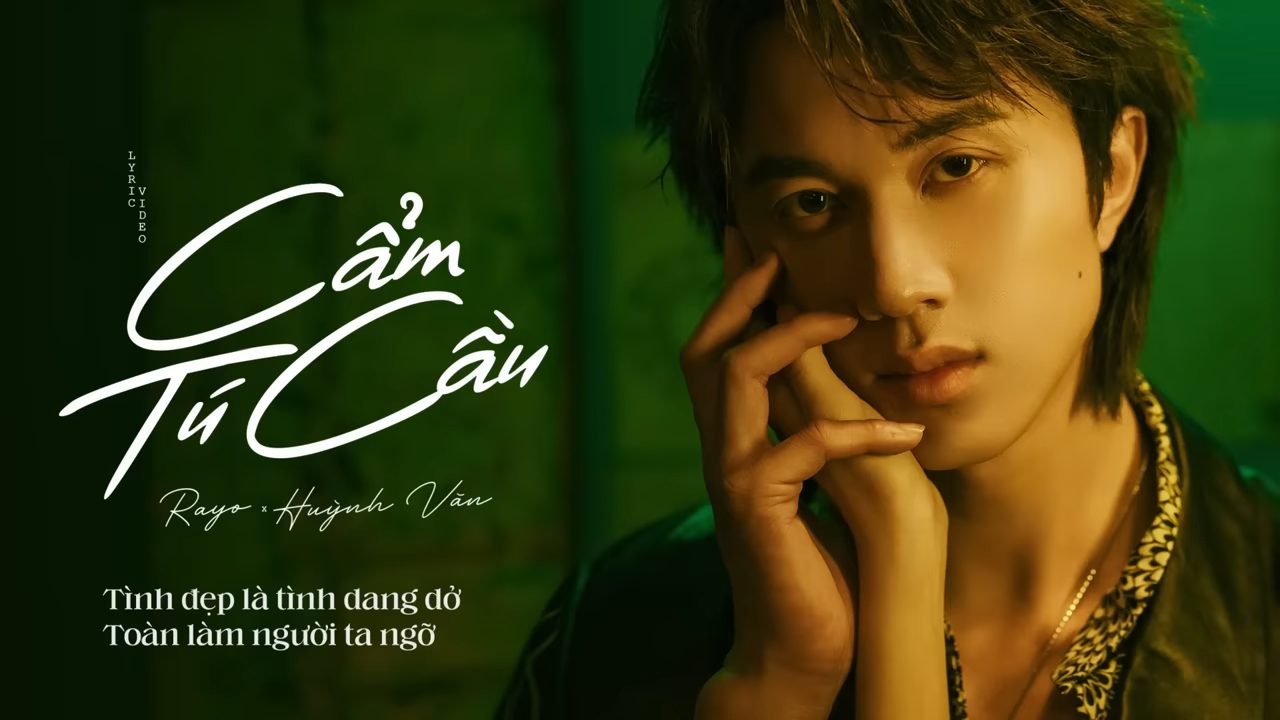 LYRIC
VIDEO
Cẩm
Tú Cầu
Rayo x Huỳnh Văn
Tình đẹp là tình dang dở
Toàn làm người ta ngỡ